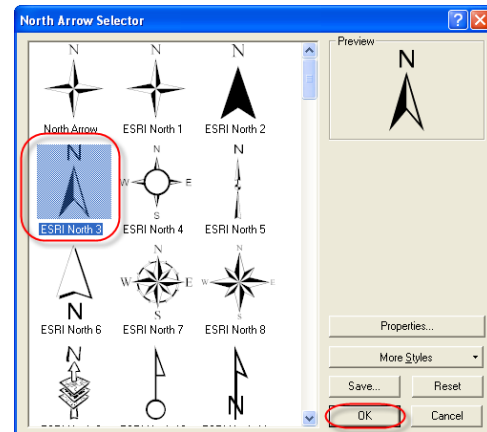 North Arrow Selector
Preview
N
N N N
North Arrow ESRI North 1 ESRI North 2
N N N
W E
S
ESRI North 3 ESRI North 4 ESRI North 5
N N
W E W E
N S S
ESRI North 6 ESRI North 7 ESRI North 8
N
N
Properties...
More Styles
Save... Reset
OK Cancel